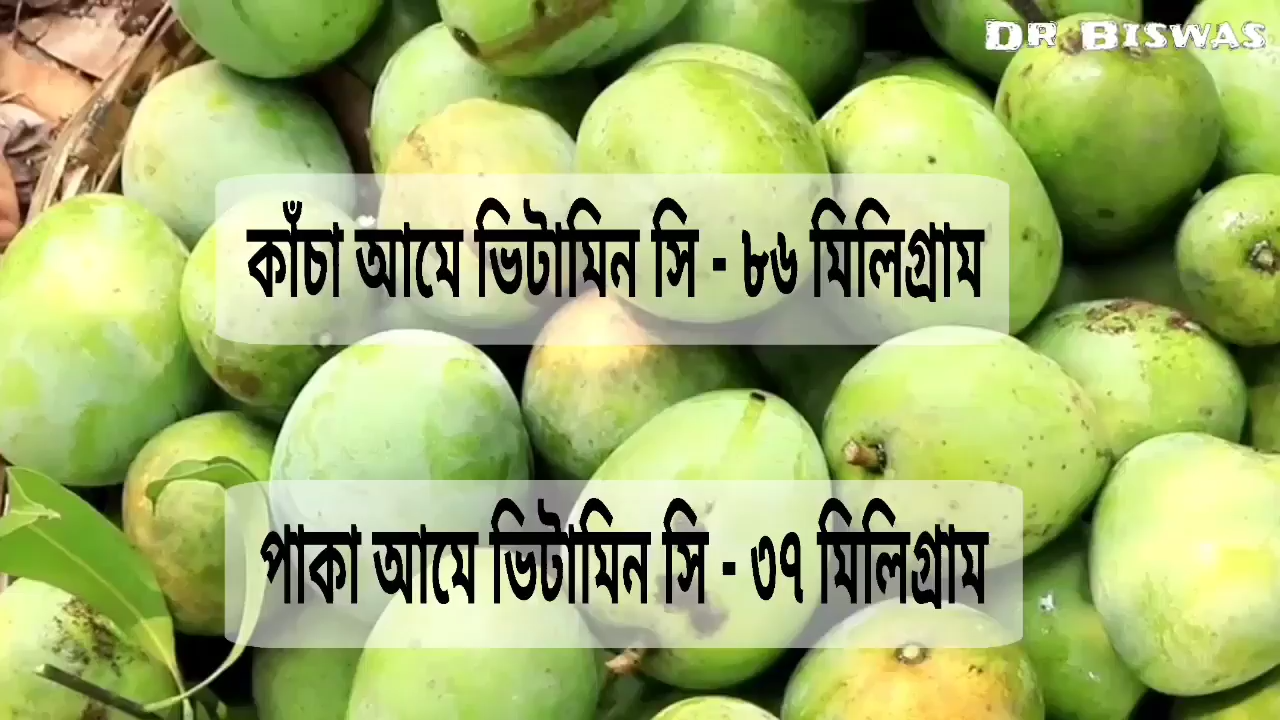 DR BISWAS
কাঁচা আমে ভিটামিন সি - ৮৬ মিলিগ্রাম
পাকা আমে ভিটামিন সি - ৩৭ মিলিগ্রাম